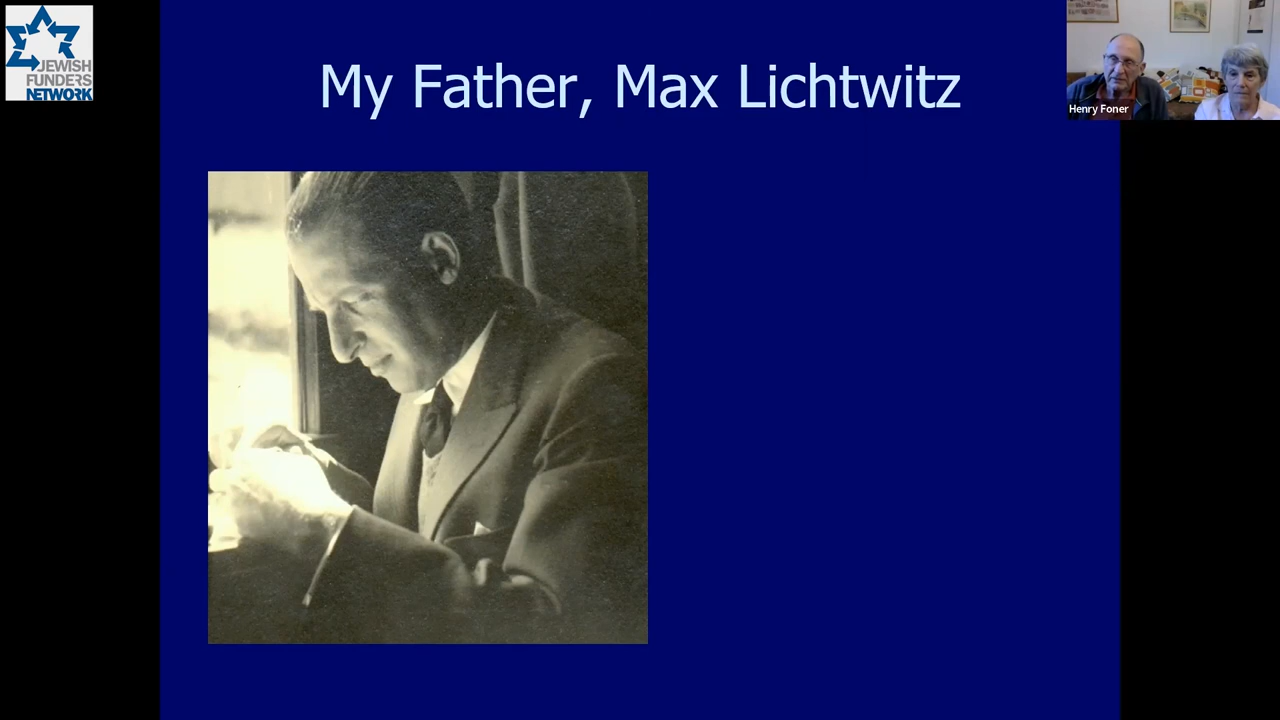 JEWISH
FUNDERS
NETWORK
My Father, Max Lichtwitz
Henry Foner